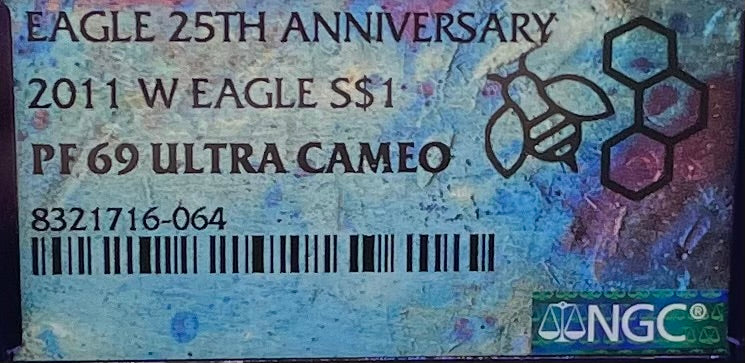 EAGLE 25TH ANNIVERSARY
2011 W EAGLE S$1
PF 69 ULTRA CAMEO
8321716-064
NGC®